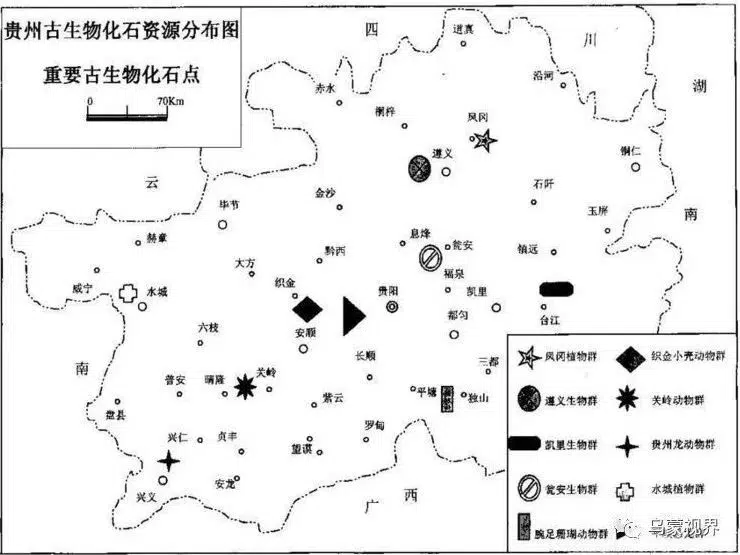 贵州古生物化石资源分布图
重要古生物化石点
0 70Km
四
川
湖
南
云
南
广
西
道真
沿河
赤水
桐梓
凤冈
铜仁
遵义
石阡
玉屏
毕节
金沙
赫章
息烽
瓮安
镇远
黔西
大方
威宁
水城
织金
贵阳
福泉
凯里
台江
都匀
安顺
六枝
长顺
三都
关岭
普安
晴隆
紫云
平塘
独山
盘县
兴仁
贞丰
望谟
罗甸
兴义
安龙
凤冈植物群
织金小壳动物群
遵义生物群
关岭动物群
凯里生物群
贵州龙动物群
瓮安生物群
水城植物群
腕足珊瑚动物群
乌蒙视界